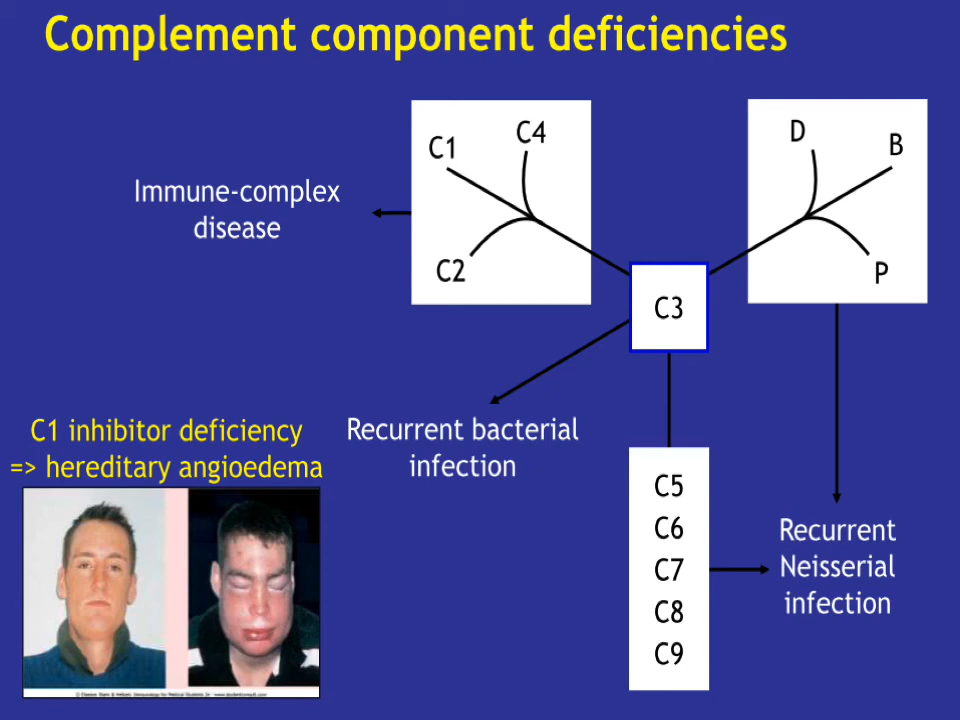 Complement component deficiencies
C1
C4
C2
D
B
P
Immune-complex
disease
C3
C1 inhibitor deficiency
=> hereditary angioedema
Recurrent bacterial
infection
C5
C6
C7
C8
C9
Recurrent
Neisserial
infection